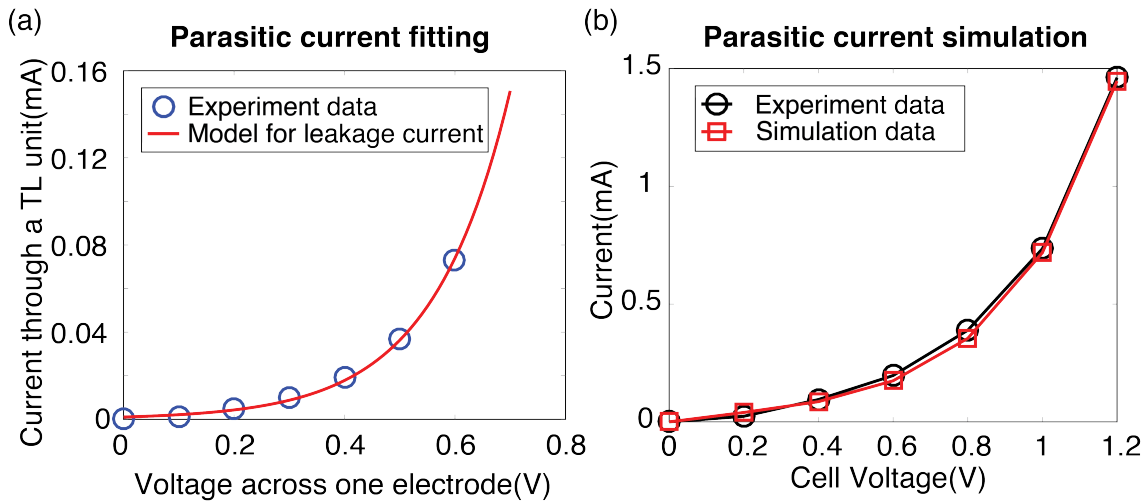 (a)
Parasitic current fitting
Current through a TL unit(mA)
0.16
0.12
0.08
0.04
0
Experiment data
Model for leakage current
0 0.2 0.4 0.6 0.8
Voltage across one electrode(V)
(b)
Parasitic current simulation
Current(mA)
1.5
1
0.5
0
Experiment data
Simulation data
0 0.2 0.4 0.6 0.8 1 1.2
Cell Voltage(V)